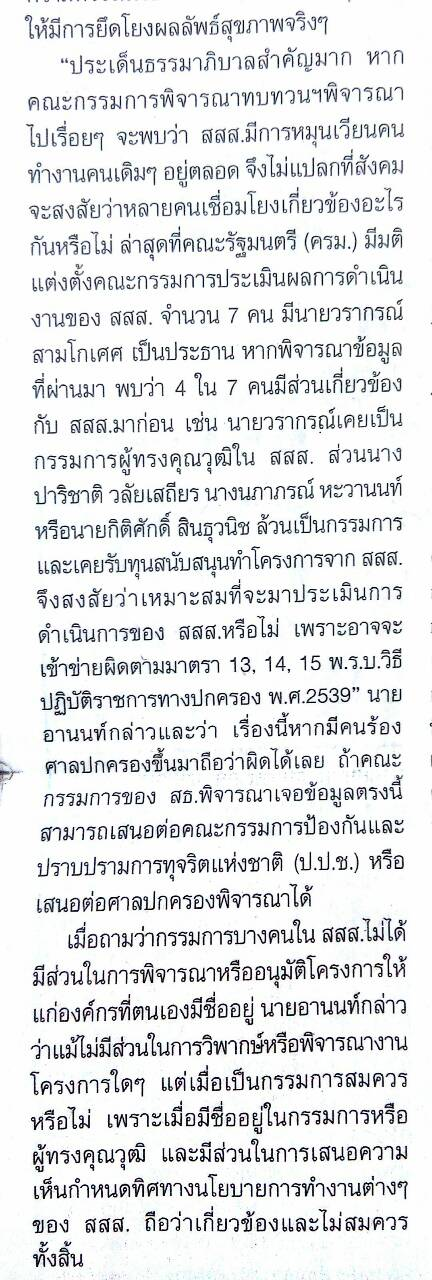 ให้มีการยึดโยงผลลัพธ์สุขภาพจริงๆ
“ประเด็นธรรมาภิบาลสำคัญมาก หาก
คณะกรรมการพิจารณาทบทวนฯพิจารณา
ไปเรื่อยๆ จะพบว่า สสส.มีการหมุนเวียนคน
ทำงานคนเดิมๆ อยู่ตลอด จึงไม่แปลกที่สังคม
จะสงสัยว่าหลายคนเชื่อมโยงเกี่ยวข้องอะไร
กันหรือไม่ ล่าสุดที่คณะรัฐมนตรี (ครม.) มีมติ
แต่งตั้งคณะกรรมการประเมินผลการดำเนิน
งานของ สสส. จำนวน 7 คน มีนายวรากรณ์
สามโกเศศ เป็นประธาน หากพิจารณาข้อมูล
ที่ผ่านมา พบว่า 4 ใน 7 คนมีส่วนเกี่ยวข้อง
กับ สสส.มาก่อน เช่น นายวรากรณ์เคยเป็น
กรรมการผู้ทรงคุณวุฒิใน สสส. ส่วนนาง
ปาริชาติ วลัยเสถียร นางนภาภรณ์ หะวานนท์
หรือนายกิติศักดิ์ สินธุวนิช ล้วนเป็นกรรมการ
และเคยรับทุนสนับสนุนทำโครงการจาก สสส.
จึงสงสัยว่าเหมาะสมที่จะมาประเมินการ
ดำเนินการของ สสส.หรือไม่ เพราะอาจจะ
เข้าข่ายผิดตามมาตรา 13, 14, 15 พ.ร.บ.วิธี
ปฏิบัติราชการทางปกครอง พ.ศ.2539” นาย
อานนท์กล่าวและว่า เรื่องนี้หากมีคนร้อง
ศาลปกครองขึ้นมาถือว่าผิดได้เลย ถ้าคณะ
กรรมการของ สธ.พิจารณาเจอข้อมูลตรงนี้
สามารถเสนอต่อคณะกรรมการป้องกันและ
ปราบปรามการทุจริตแห่งชาติ (ป.ป.ช.) หรือ
เสนอต่อศาลปกครองพิจารณาได้
เมื่อถามว่ากรรมการบางคนใน สสส.ไม่ได้
มีส่วนในการพิจารณาหรืออนุมัติโครงการให้
แก่องค์กรที่ตนเองมีชื่ออยู่ นายอานนท์กล่าว
ว่าแม้ไม่มีส่วนในการวิพากษ์หรือพิจารณางาน
โครงการใดๆ แต่เมื่อเป็นกรรมการสมควร
หรือไม่ เพราะเมื่อมีชื่ออยู่ในกรรมการหรือ
ผู้ทรงคุณวุฒิ และมีส่วนในการเสนอความ
เห็นกำหนดทิศทางนโยบายการทำงานต่างๆ
ของ สสส. ถือว่าเกี่ยวข้องและไม่สมควร
ทั้งสิ้น